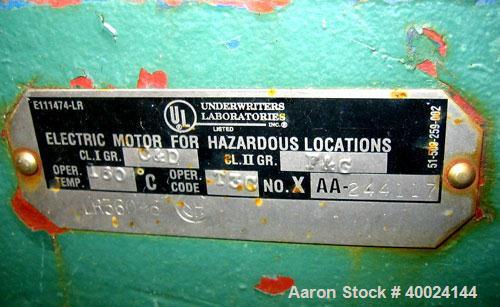 E111474-LR
UL
UNDERWRITERS
LABORATORIES
INC.®
LISTED
ELECTRIC MOTOR FOR HAZARDOUS LOCATIONS
CL.I GR. C&D CL.II GR. F&G
OPER. TEMP. 160 °C OPER. CODE T3C NO. X AA-244117
51-509-259-002
Aaron Stock # 40024144